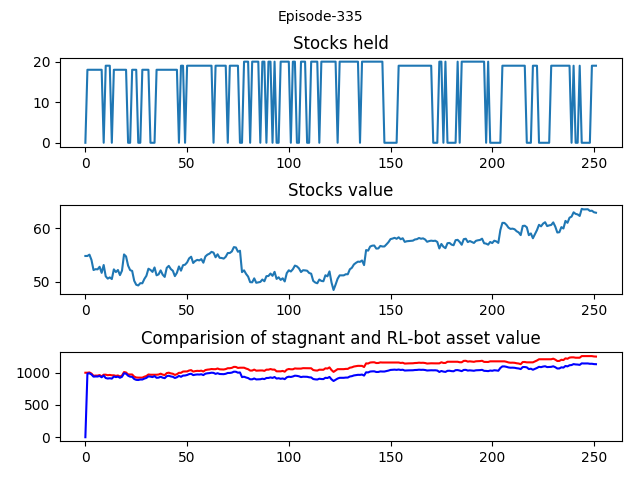 Episode-335
Stocks held
20
10
0
0 50 100 150 200 250
Stocks value
60
50
0 50 100 150 200 250
Comparision of stagnant and RL-bot asset value
1000
500
0
0 50 100 150 200 250